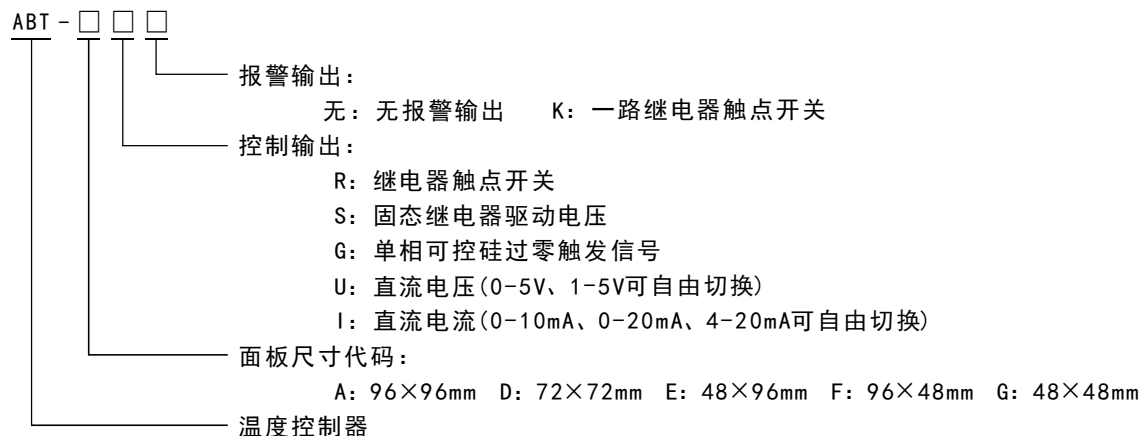 ABT-□□□
报警输出：
无：无报警输出 K：一路继电器触点开关
控制输出：
R：继电器触点开关
S：固态继电器驱动电压
G：单相可控硅过零触发信号
U：直流电压(0-5V、1-5V可自由切换)
I：直流电流(0-10mA、0-20mA、4-20mA可自由切换)
面板尺寸代码：
A：96×96mm D：72×72mm E：48×96mm F：96×48mm G：48×48mm
温度控制器